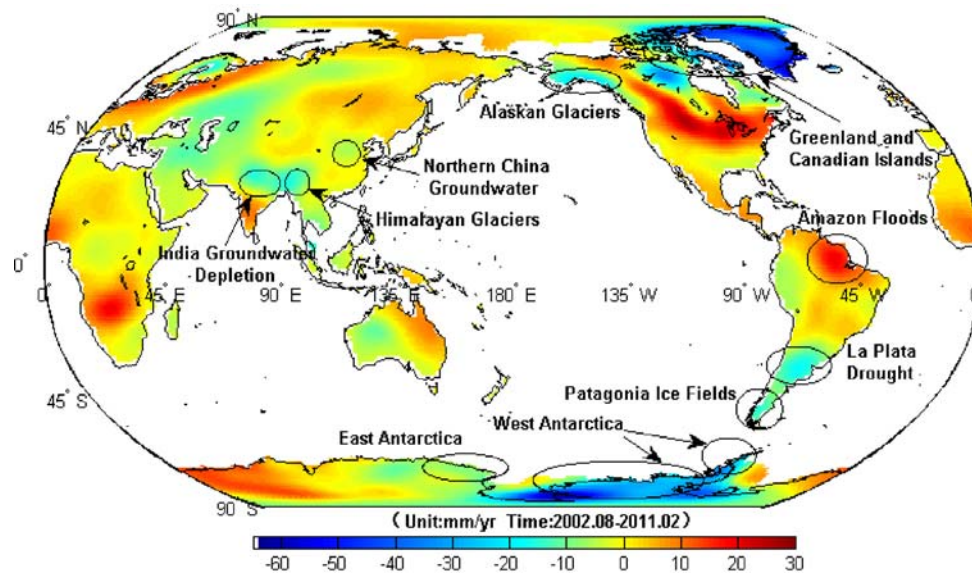 90° N
Alaskan Glaciers
45° N
Greenland and
Canadian Islands
Northern China
Groundwater
Himalayan Glaciers
Amazon Floods
India Groundwater
Depletion
0°
0° 45° E 90° E 135° E 180° E 135° W 90° W 45° W 0
La Plata
Drought
Patagonia Ice Fields
45° S
West Antarctica
East Antarctica
90° S
( Unit:mm/yr Time:2002.08-2011.02)
-60 -50 -40 -30 -20 -10 0 10 20 30